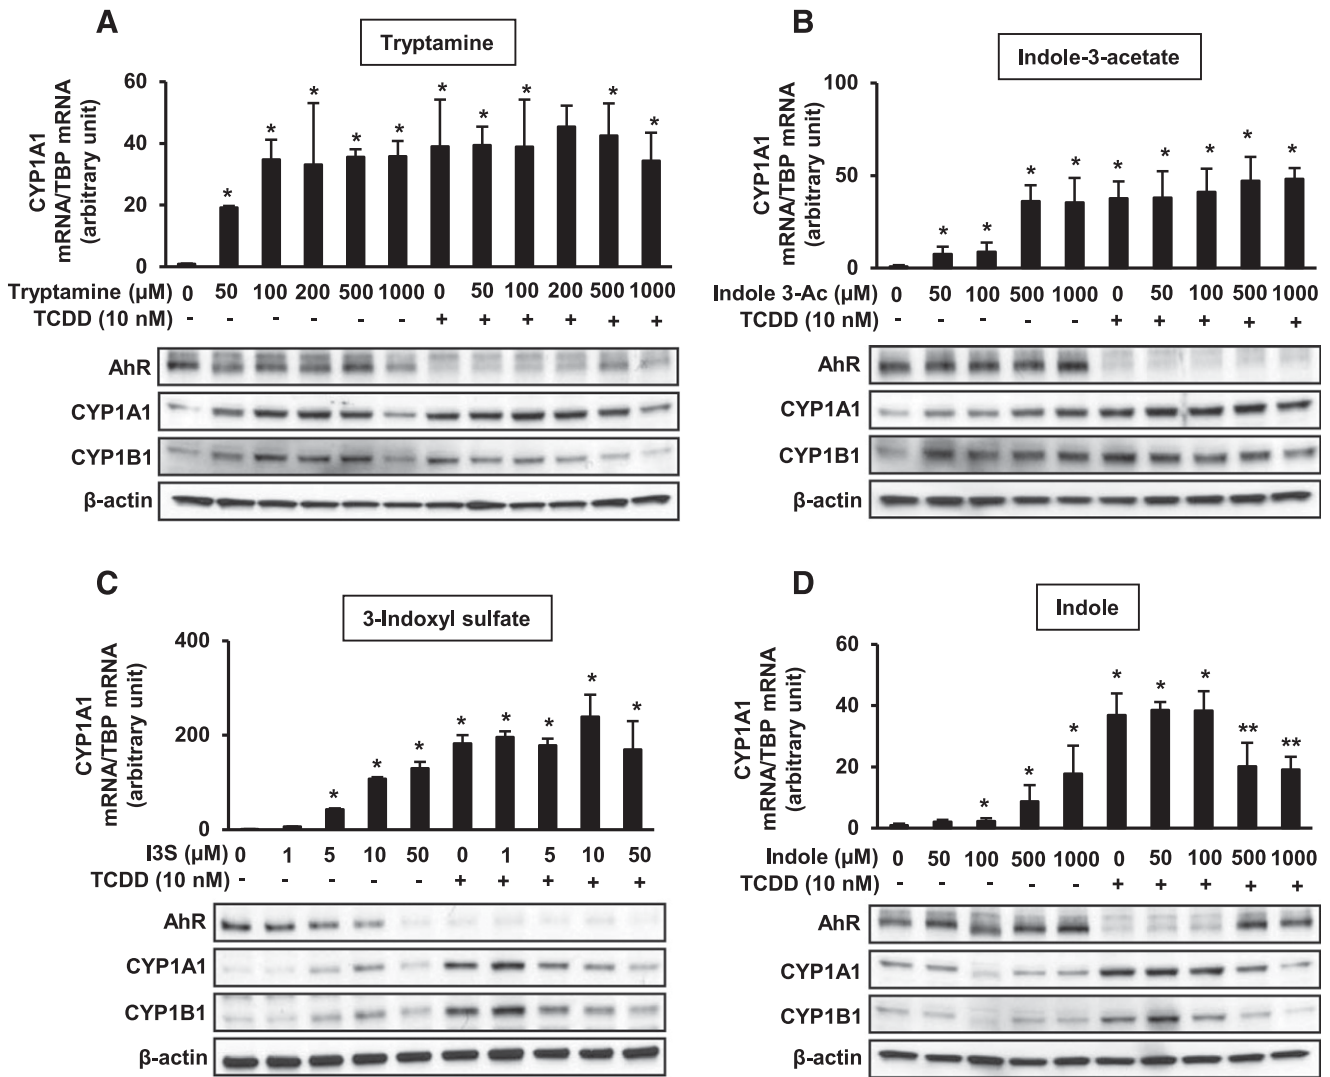 A
Tryptamine
CYP1A1
mRNA/TBP mRNA
(arbitrary unit)
60
40
20
0
* * * * * * * * * *
Tryptamine (µM) 0 50 100 200 500 1000 0 50 100 200 500 1000
TCDD (10 nM) - - - - - - + + + + + +
AhR
CYP1A1
CYP1B1
β-actin
B
Indole-3-acetate
CYP1A1
mRNA/TBP mRNA
(arbitrary unit)
100
50
0
* * * * * * * * *
Indole 3-Ac (µM) 0 50 100 500 1000 0 50 100 500 1000
TCDD (10 nM) - - - - - + + + + +
AhR
CYP1A1
CYP1B1
β-actin
C
3-Indoxyl sulfate
CYP1A1
mRNA/TBP mRNA
(arbitrary unit)
400
200
0
* * * * * * * *
I3S (µM) 0 1 5 10 50 0 1 5 10 50
TCDD (10 nM) - - - - - + + + + +
AhR
CYP1A1
CYP1B1
β-actin
D
Indole
CYP1A1
mRNA/TBP mRNA
(arbitrary unit)
60
40
20
0
* * * * * * ** **
Indole (µM) 0 50 100 500 1000 0 50 100 500 1000
TCDD (10 nM) - - - - - + + + + +
AhR
CYP1A1
CYP1B1
β-actin